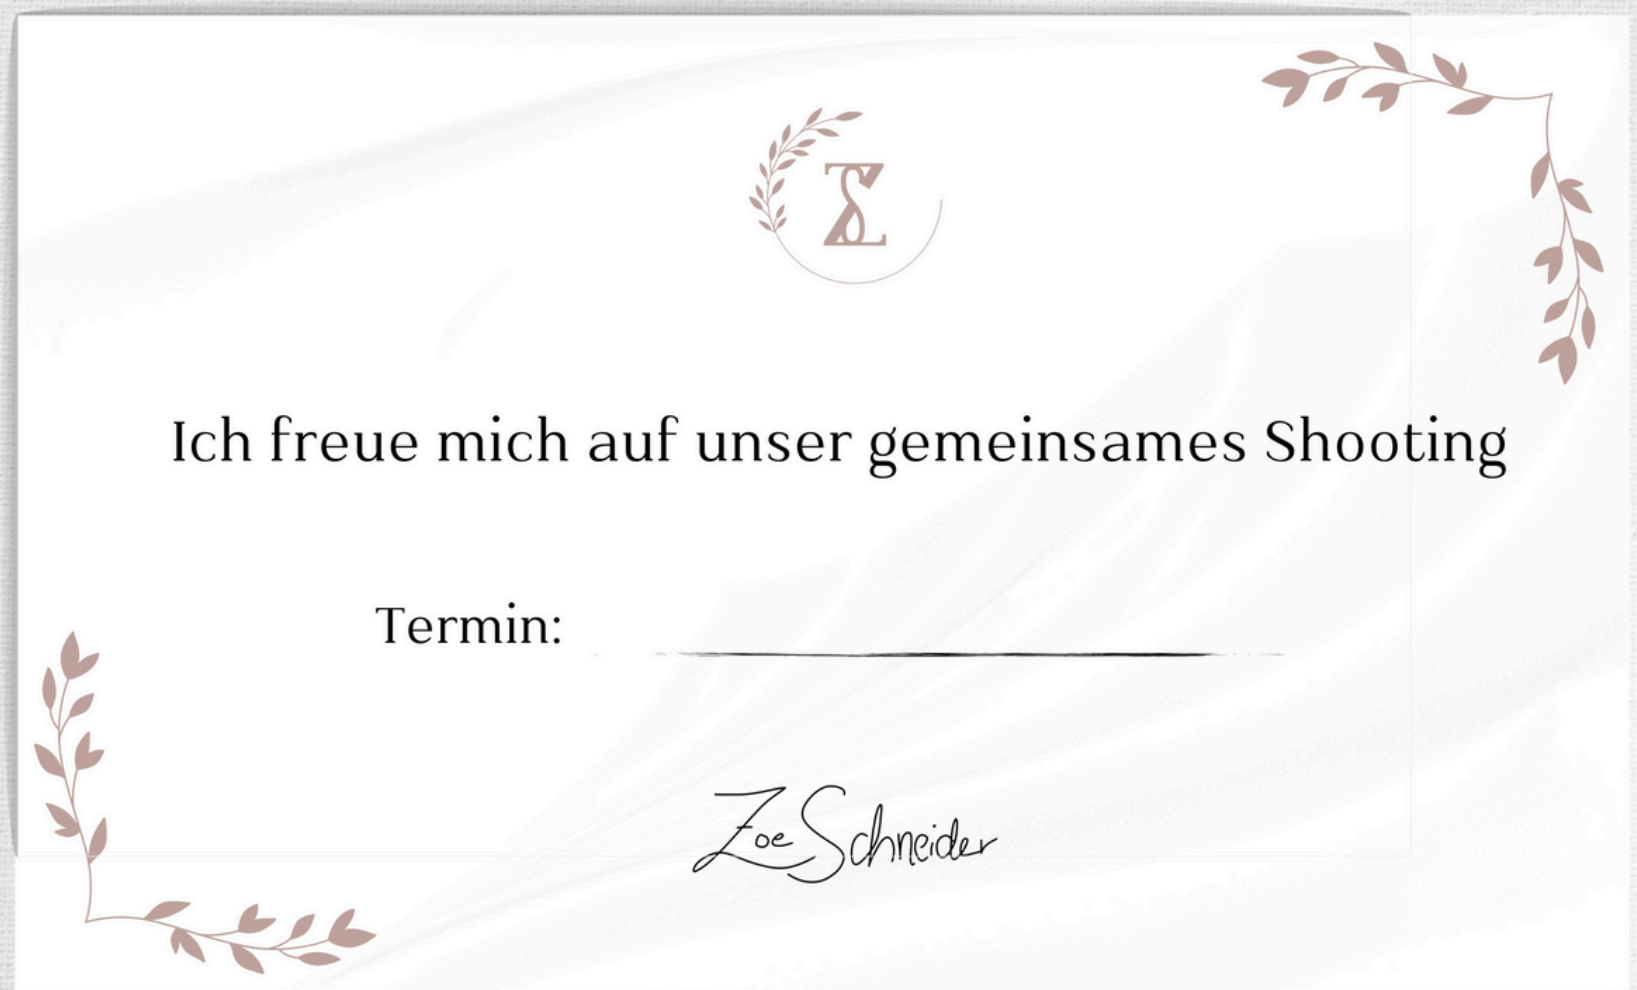 ZS
Ich freue mich auf unser gemeinsames Shooting
Termin:
Zoe Schneider